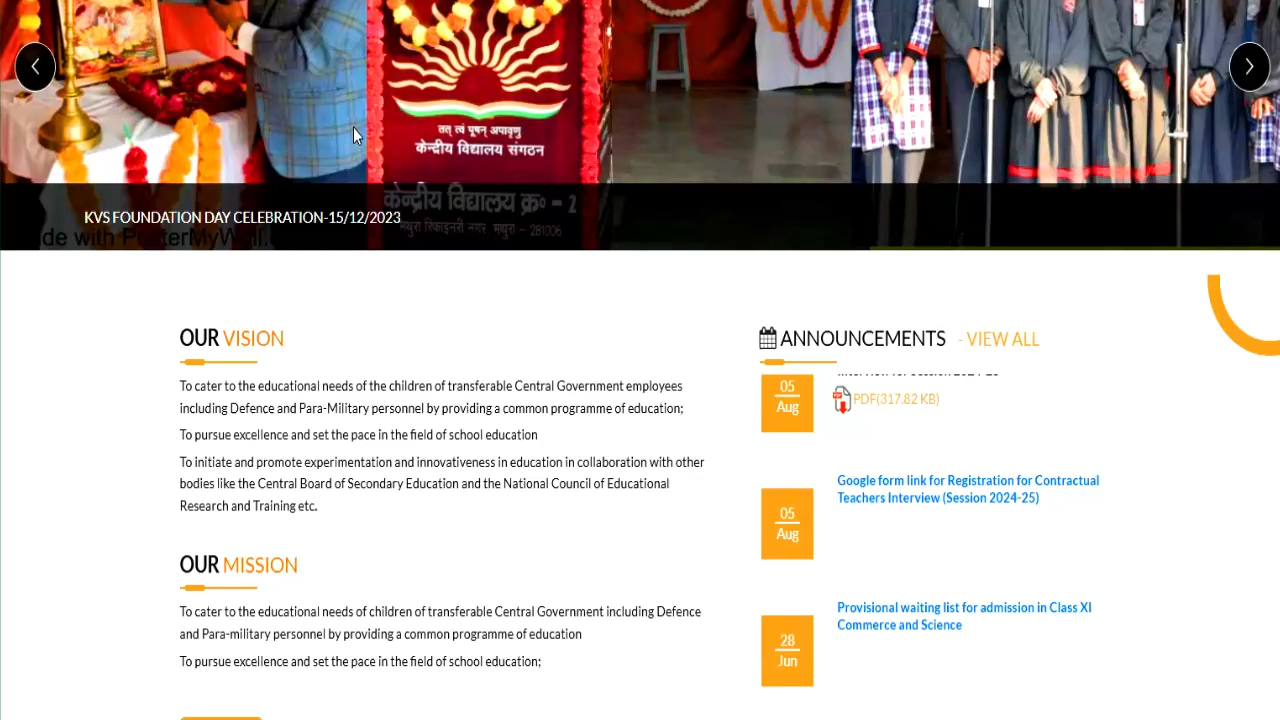 तत् त्वं पूषन् अपावृणु
केन्द्रीय विद्यालय संगठन
केन्द्रीय विद्यालय क्र० - 2
मथुरा रिफाइनरी नगर, मथुरा - 281006
KVS FOUNDATION DAY CELEBRATION-15/12/2023
OUR VISION
To cater to the educational needs of the children of transferable Central Government employees
including Defence and Para-Military personnel by providing a common programme of education;
To pursue excellence and set the pace in the field of school education
To initiate and promote experimentation and innovativeness in education in collaboration with other
bodies like the Central Board of Secondary Education and the National Council of Educational
Research and Training etc.
OUR MISSION
To cater to the educational needs of children of transferable Central Government including Defence
and Para-military personnel by providing a common programme of education
To pursue excellence and set the pace in the field of school education;
ANNOUNCEMENTS - VIEW ALL
05
Aug
PDF(317.82 KB)
05
Aug
Google form link for Registration for Contractual
Teachers Interview (Session 2024-25)
28
Jun
Provisional waiting list for admission in Class XI
Commerce and Science